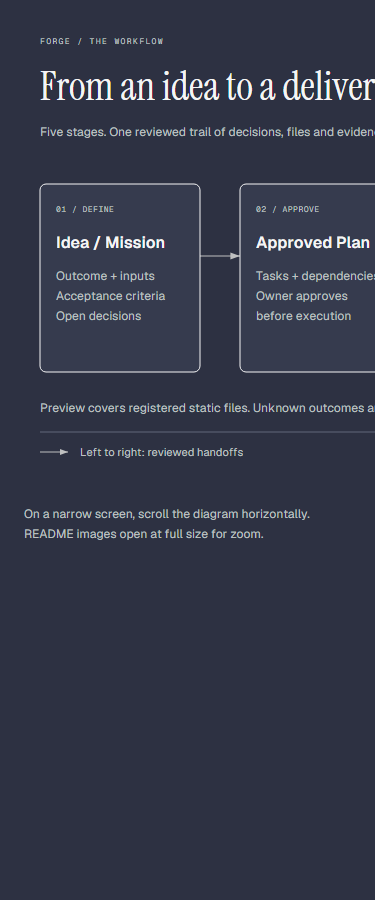 FORGE / THE WORKFLOW
From an idea to a deliver
Five stages. One reviewed trail of decisions, files and eviden
01 / DEFINE
Idea / Mission
Outcome + inputs
Acceptance criteria
Open decisions
02 / APPROVE
Approved Plan
Tasks + dependencies
Owner approves
before execution
Preview covers registered static files. Unknown outcomes a
Left to right: reviewed handoffs
On a narrow screen, scroll the diagram horizontally.
README images open at full size for zoom.